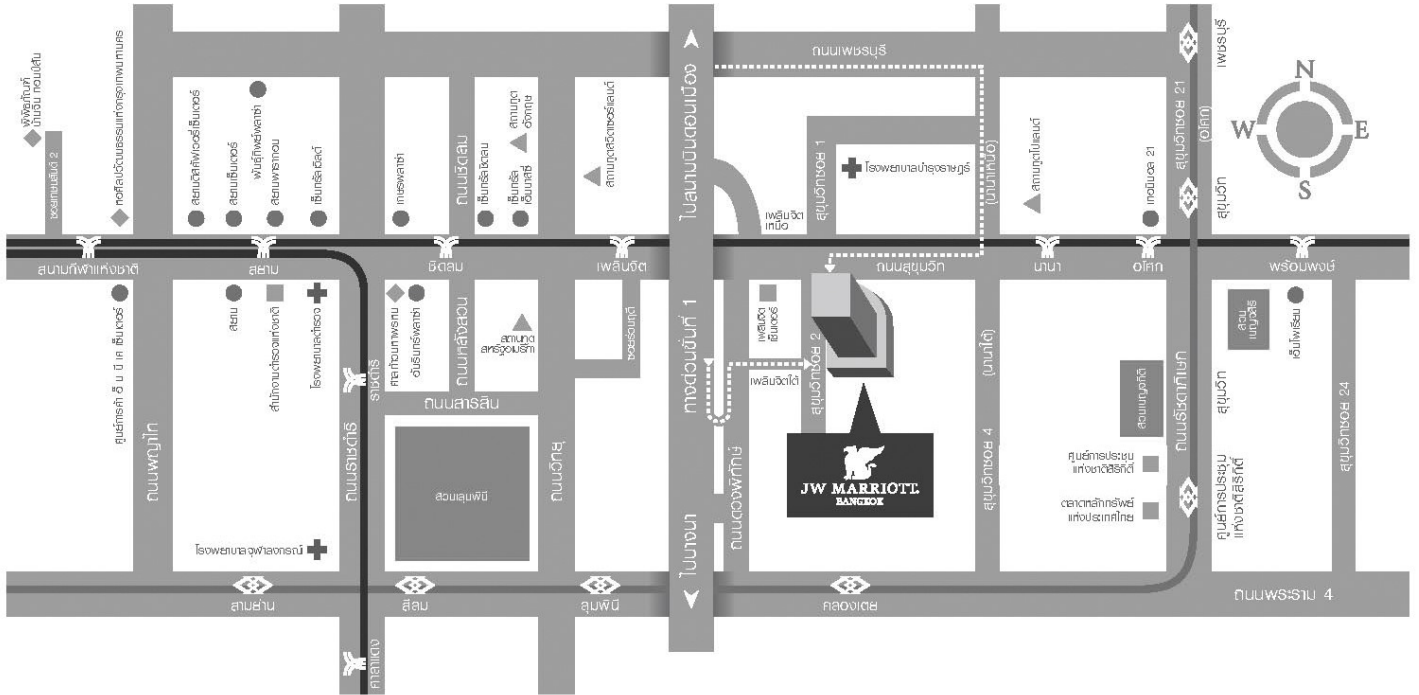 พิพิธภัณฑ์
บ้านจิม ทอมป์สัน
ซอยเกษมสันต์ 2
หอศิลปวัฒนธรรมแห่งกรุงเทพมหานคร
สยามดิสคัฟเวอรี่เซ็นเตอร์
สยามเซ็นเตอร์
พันธุ์ทิพย์พลาซ่า
สยามพารากอน
เซ็นทรัลเวิลด์
เกษรพลาซ่า
ถนนชิดลม
เซ็นทรัลชิดลม
เซ็นทรัล
เอ็มบาสซี่
สถานทูต
อังกฤษ
สถานทูตสวิตเซอร์แลนด์
ไปสนามบินดอนเมือง
ถนนเพชรบุรี
เพลินจิต
เหนือ
สุขุมวิทซอย 1
โรงพยาบาลบำรุงราษฎร์
(นานาเหนือ)
สถานทูตโปแลนด์
เทอมินอล 21
สุขุมวิทซอย 21
(อโศก)
เพชรบุรี
สุขุมวิท
N
W
E
S
สนามกีฬาแห่งชาติ
สยาม
ชิดลม
เพลินจิต
ถนนสุขุมวิท
นานา
อโศก
พร้อมพงษ์
ศูนย์การค้า เอ็ม บี เค เซ็นเตอร์
ถนนพญาไท
สยาม
สำนักงานตำรวจแห่งชาติ
โรงพยาบาลตำรวจ
ราชดำริ
ถนนราชดำริ
ศาลท้าวมหาพรหม
อัมรินทร์พลาซ่า
ถนนหลังสวน
สถานทูต
สหรัฐอเมริกา
ถนนสารสิน
สวนลุมพินี
ถนนวิทยุ
ซอยร่วมฤดี
ทางด่วนขั้นที่ 1
ไปบางนา
เพลินจิต
เซ็นเตอร์
เพลินจิตใต้
สุขุมวิทซอย 2
ถนนดวงพิทักษ์
JW MARRIOTT.
BANGKOK
(นานาใต้)
สุขุมวิทซอย 4
สวนเบญจกิติ
ถนนรัชดาภิเษก
ศูนย์การประชุม
แห่งชาติสิริกิติ์
ตลาดหลักทรัพย์
แห่งประเทศไทย
สวน
เบญจสิริ
เอ็มโพเรียม
สุขุมวิท
ศูนย์การประชุม
แห่งชาติสิริกิติ์
สุขุมวิทซอย 24
โรงพยาบาลจุฬาลงกรณ์
สามย่าน
สีลม
ลุมพินี
คลองเตย
ถนนพระราม 4
ศาลาแดง